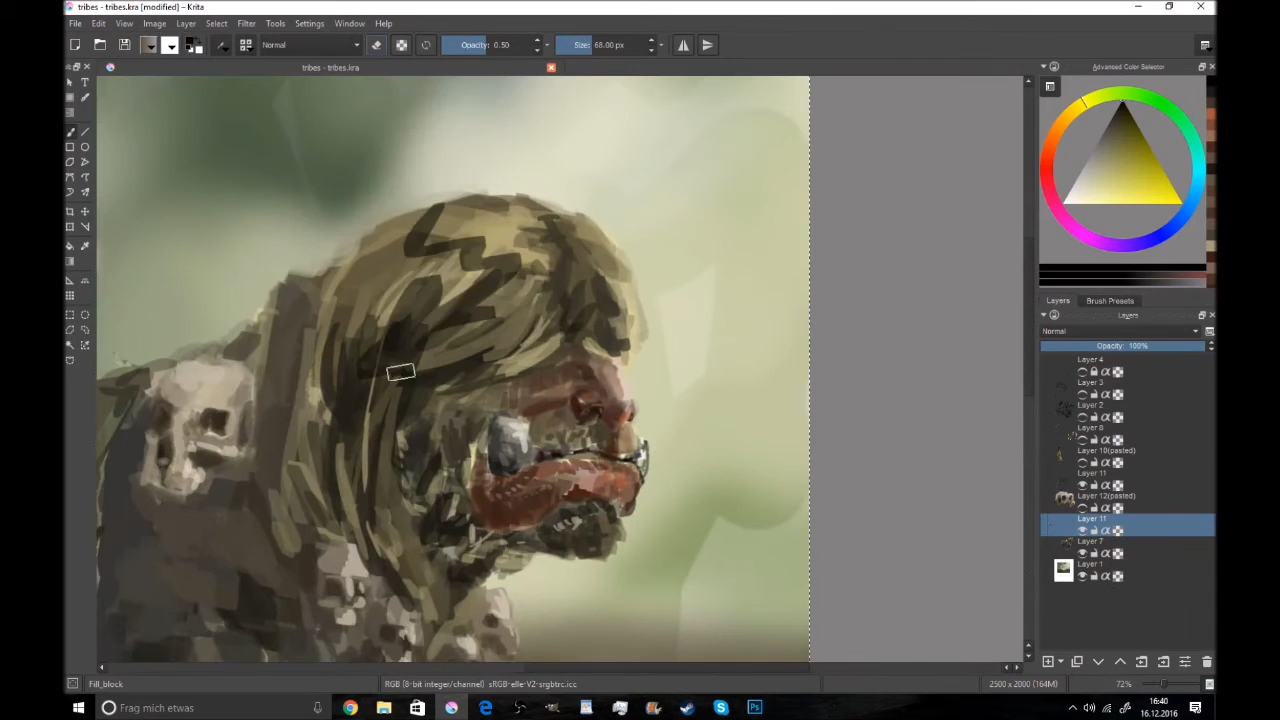 tribes - tribes.kra [modified] – Krita
File Edit View Image Layer Select Filter Tools Settings Window Help
Normal Opacity: 0.50 Size: 68.00 px
tribes - tribes.kra
Advanced Color Selector
Layers Brush Presets
Layers
Normal
Opacity: 100%
Layer 4
Layer 3
Layer 2
Layer 8
Layer 10(pasted)
Layer 11
Layer 12(pasted)
Layer 11
Layer 7
Layer 1
Fill_block RGB (8-bit integer/channel) sRGB-elle-V2-srgbtrc.icc 2500 x 2000 (164M) 72%
Frag mich etwas
16:40
16.12.2016